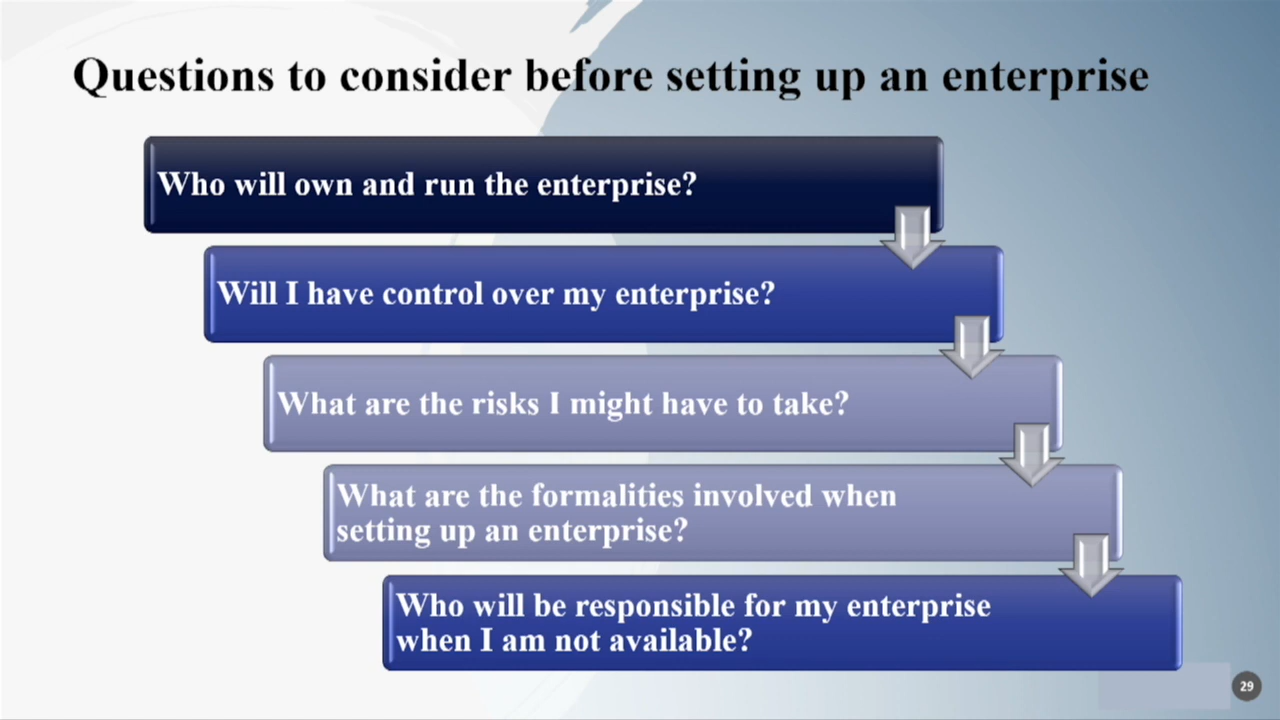 Questions to consider before setting up an enterprise
Who will own and run the enterprise?
Will I have control over my enterprise?
What are the risks I might have to take?
What are the formalities involved when
setting up an enterprise?
Who will be responsible for my enterprise
when I am not available?
29